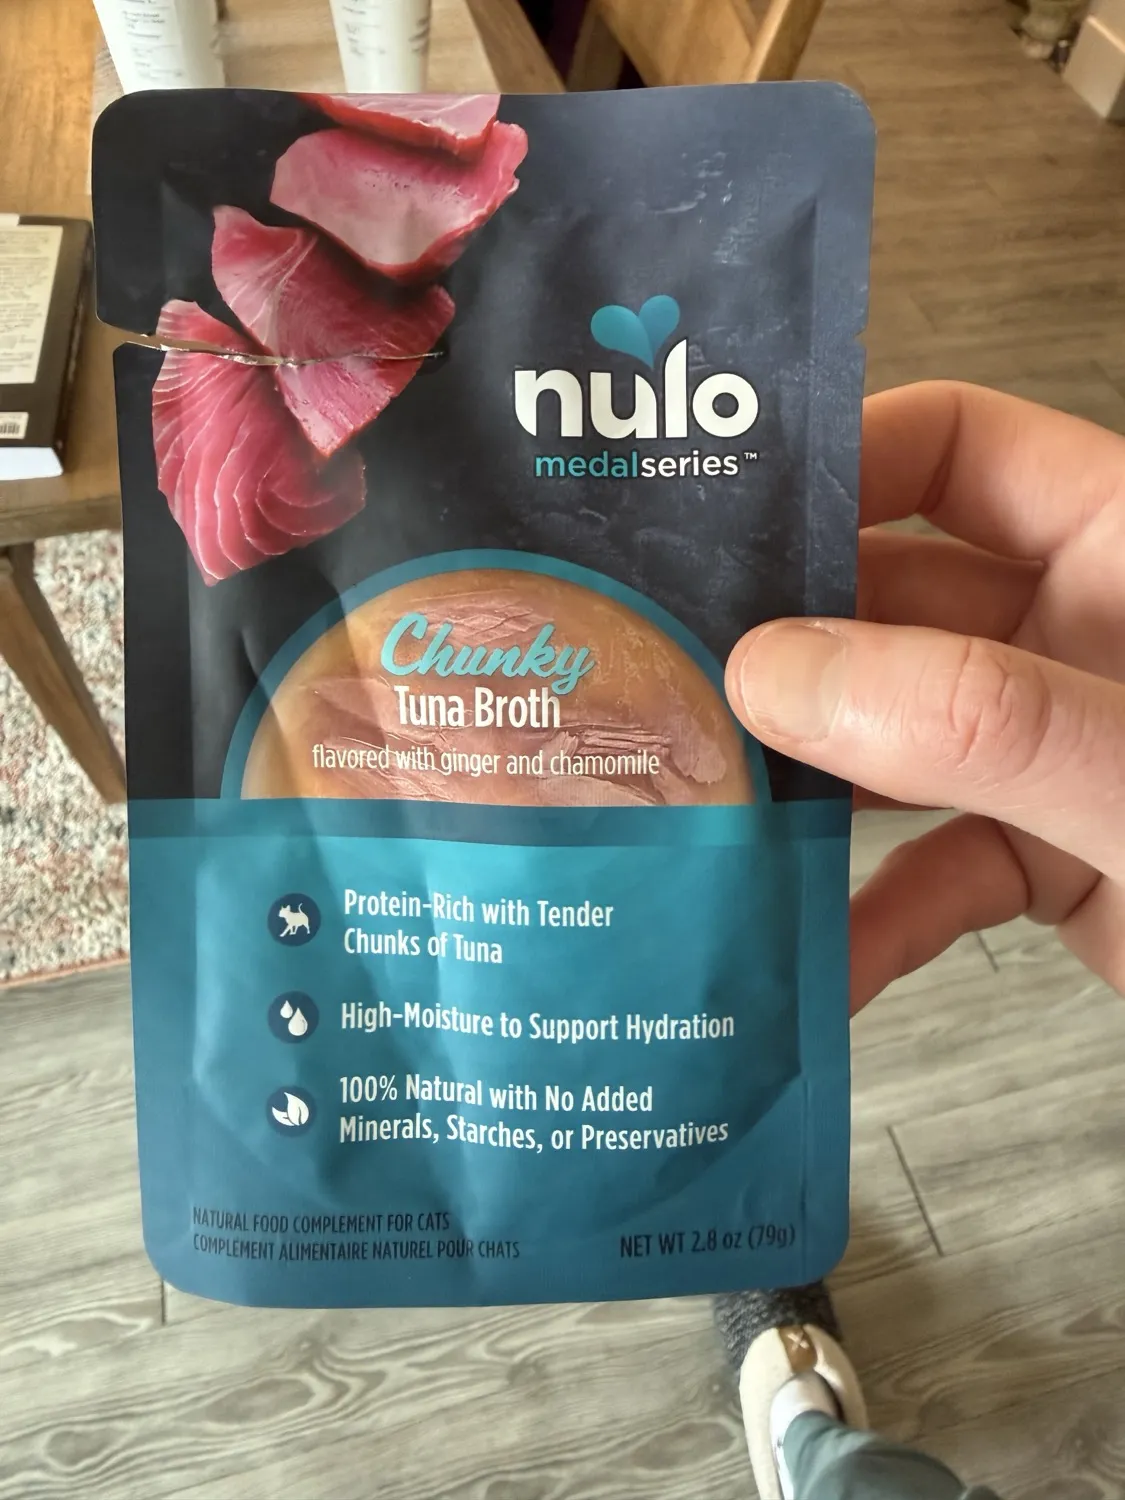 nulo
medalseries™
Chunky
Tuna Broth
flavored with ginger and chamomile
Protein-Rich with Tender
Chunks of Tuna
High-Moisture to Support Hydration
100% Natural with No Added
Minerals, Starches, or Preservatives
NATURAL FOOD COMPLEMENT FOR CATS
COMPLÉMENT ALIMENTAIRE NATUREL POUR CHATS
NET WT 2.8 oz (79g)